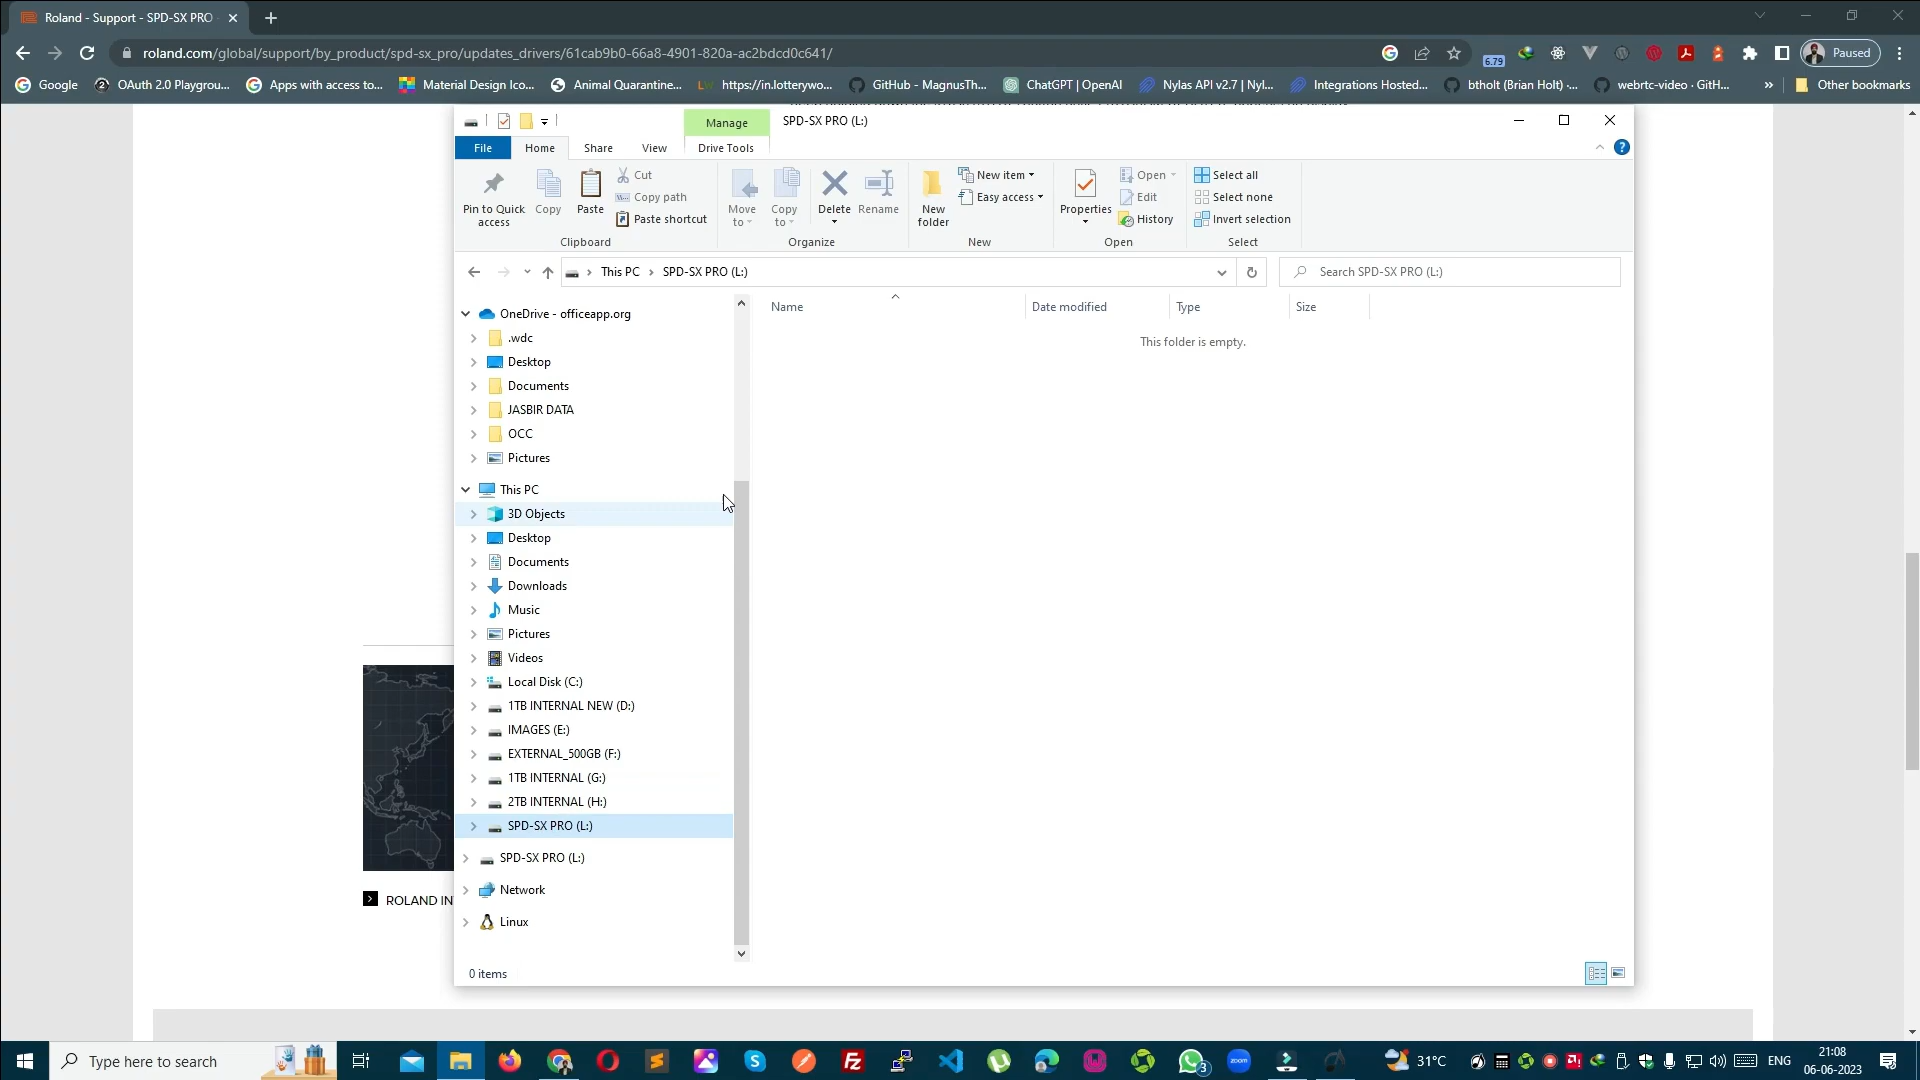 Roland - Support - SPD-SX PRO
roland.com/global/support/by_product/spd-sx_pro/updates_drivers/61cab9b0-66a8-4901-820a-ac2bdcd0c641/
6.79
Paused
Google
OAuth 2.0 Playgrou...
Apps with access to...
Material Design Ico...
Animal Quarantine...
LW https://in.lotterywo...
GitHub - MagnusTh...
ChatGPT | OpenAI
Nylas API v2.7 | Nyl...
Integrations Hosted...
btholt (Brian Holt) ·...
webrtc-video · GitH...
»
Other bookmarks
Manage
SPD-SX PRO (L:)
File
Home
Share
View
Drive Tools
Pin to Quick access
Copy
Paste
Cut
Copy path
Paste shortcut
Move to
Copy to
Delete
Rename
New folder
New item
Easy access
Properties
Open
Edit
History
Select all
Select none
Invert selection
Clipboard
Organize
New
Open
Select
This PC > SPD-SX PRO (L:)
Search SPD-SX PRO (L:)
Name
Date modified
Type
Size
This folder is empty.
OneDrive - officeapp.org
.wdc
Desktop
Documents
JASBIR DATA
OCC
Pictures
This PC
3D Objects
Desktop
Documents
Downloads
Music
Pictures
Videos
Local Disk (C:)
1TB INTERNAL NEW (D:)
IMAGES (E:)
EXTERNAL_500GB (F:)
1TB INTERNAL (G:)
2TB INTERNAL (H:)
SPD-SX PRO (L:)
SPD-SX PRO (L:)
Network
Linux
ROLAND IN
0 items
Type here to search
3
zoom
31°C
ENG
21:08
06-06-2023